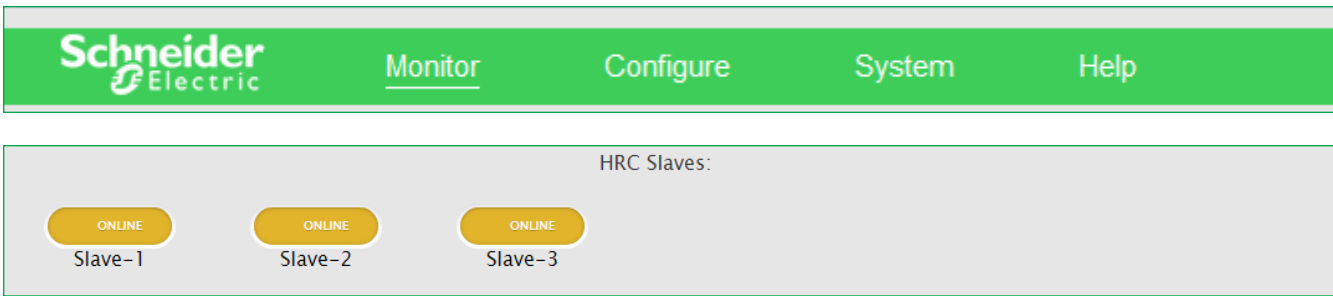 Schneider Electric Monitor Configure System Help
HRC Slaves:
ONLINE ONLINE ONLINE
Slave-1 Slave-2 Slave-3